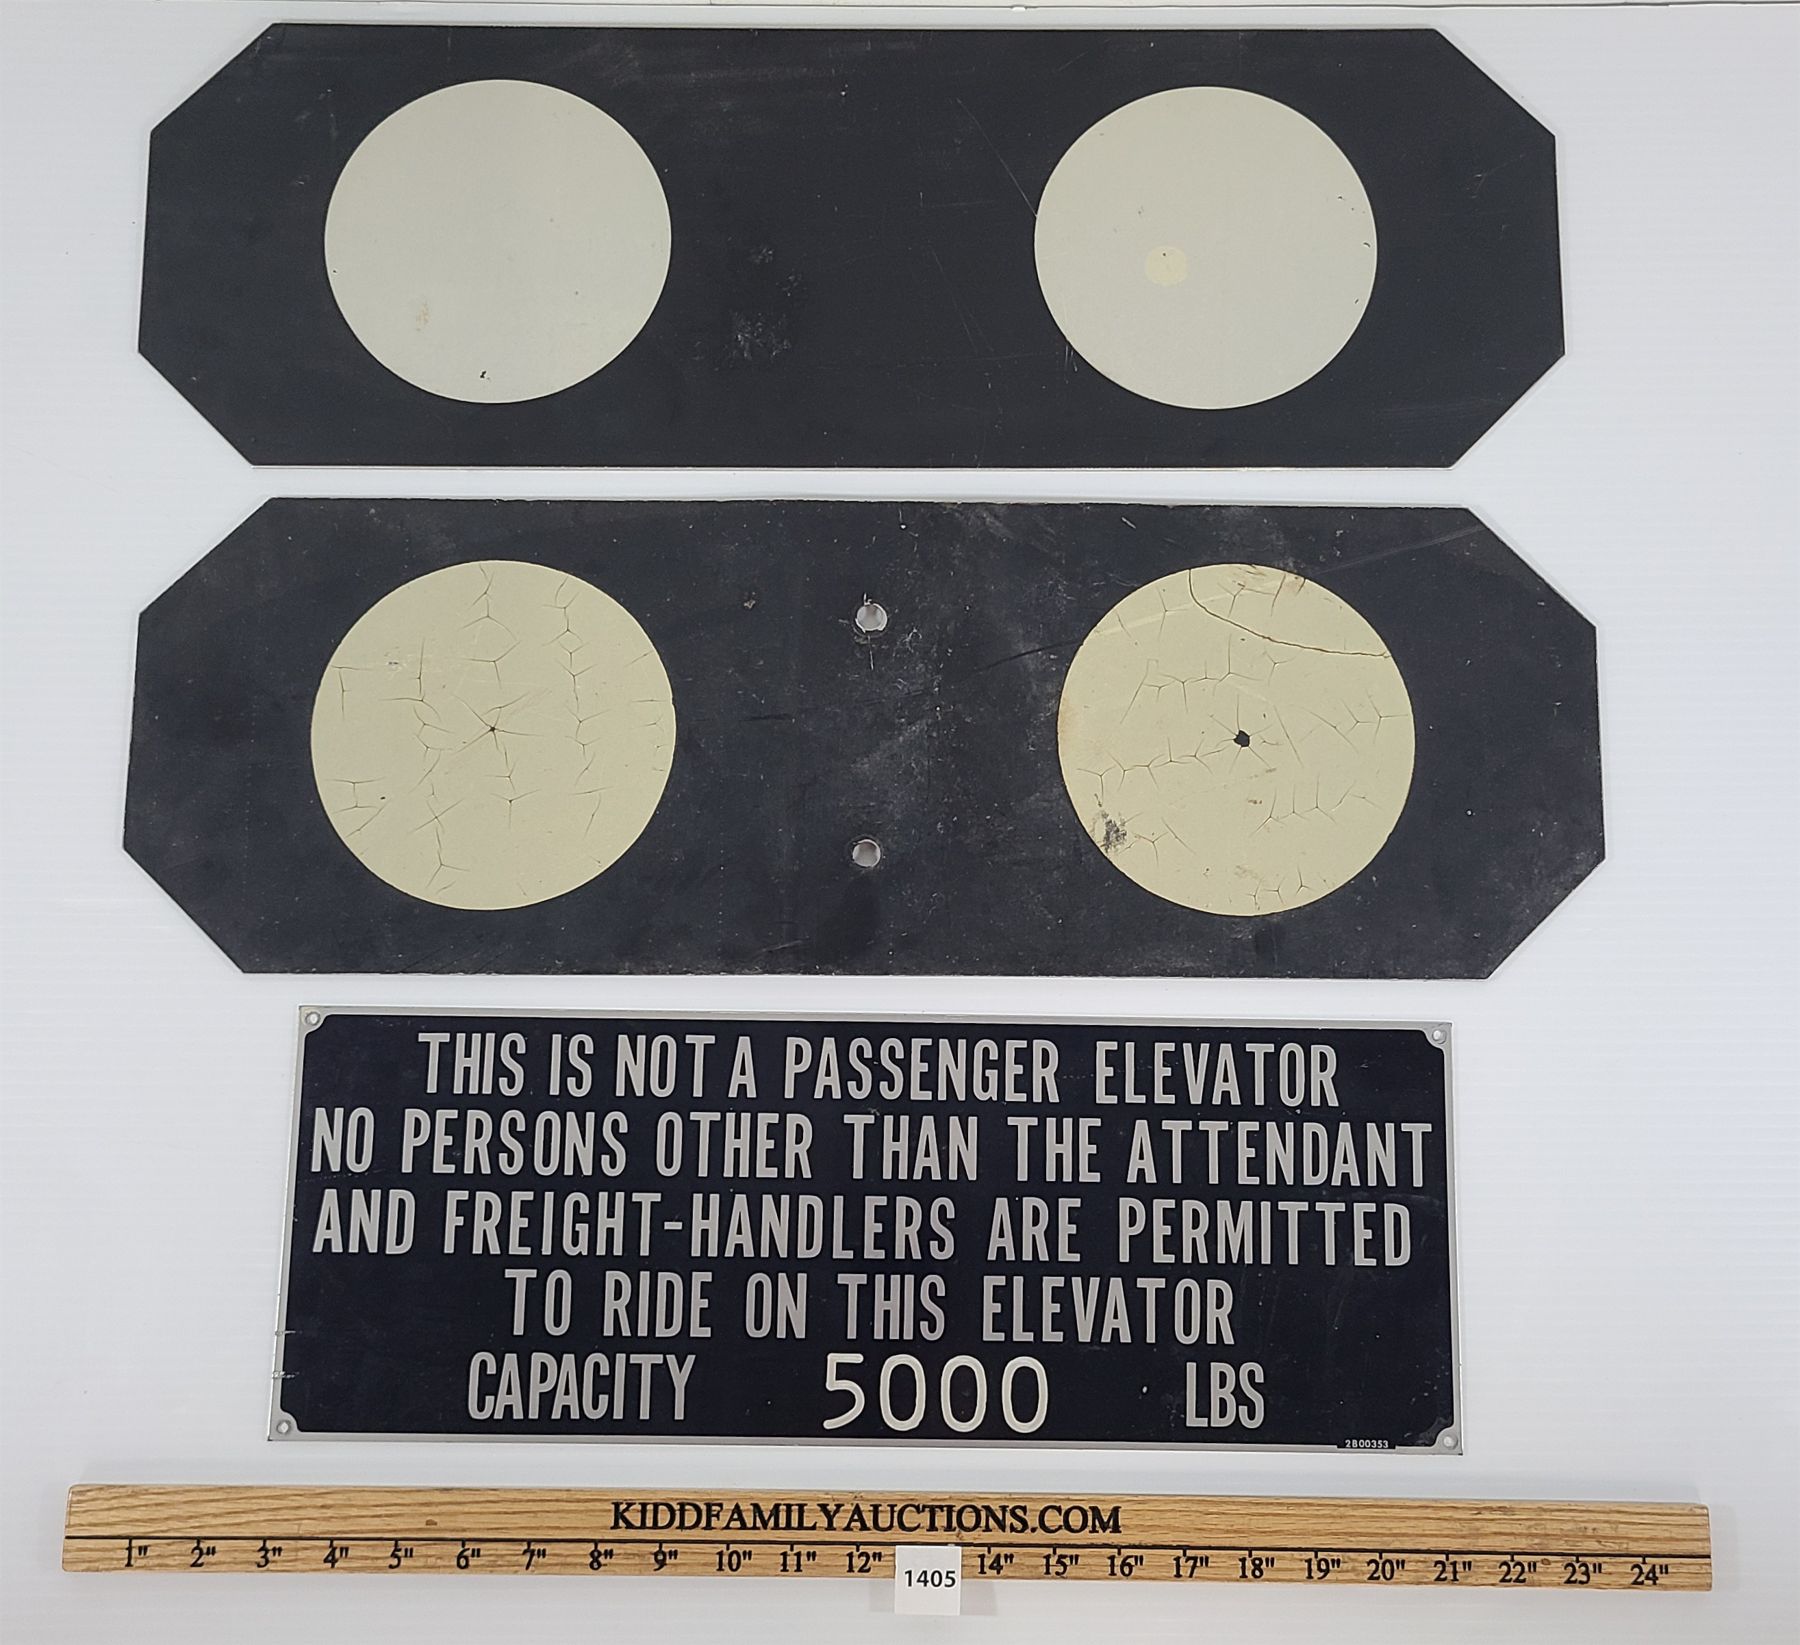 THIS IS NOT A PASSENGER ELEVATOR
NO PERSONS OTHER THAN THE ATTENDANT
AND FREIGHT-HANDLERS ARE PERMITTED
TO RIDE ON THIS ELEVATOR
CAPACITY 5000 LBS
2B00353
KIDDFAMILYAUCTIONS.COM
1" 2" 3" 4" 5" 6" 7" 8" 9" 10" 11" 12" 14" 15" 16" 17" 18" 19" 20" 21" 22" 23" 24"
1405